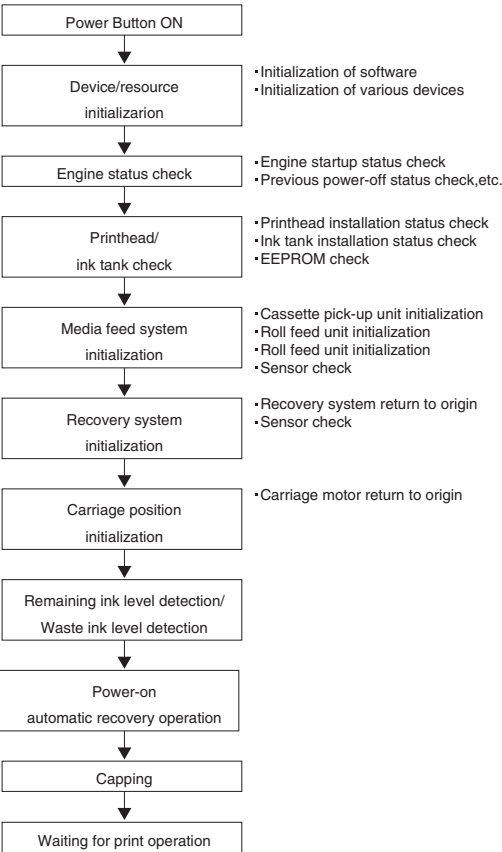 Power Button ON
Device/resource
initializarion
・Initialization of software
・Initialization of various devices
Engine status check
・Engine startup status check
・Previous power-off status check,etc.
Printhead/
ink tank check
・Printhead installation status check
・Ink tank installation status check
・EEPROM check
Media feed system
initialization
・Cassette pick-up unit initialization
・Roll feed unit initialization
・Roll feed unit initialization
・Sensor check
Recovery system
initialization
・Recovery system return to origin
・Sensor check
Carriage position
initialization
・Carriage motor return to origin
Remaining ink level detection/
Waste ink level detection
Power-on
automatic recovery operation
Capping
Waiting for print operation